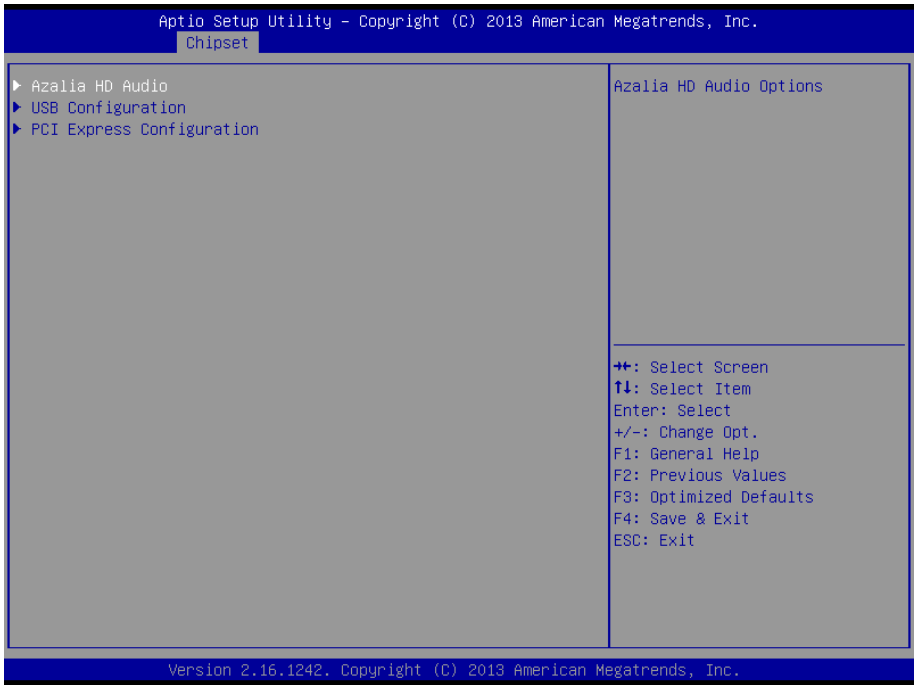 Aptio Setup Utility – Copyright (C) 2013 American Megatrends, Inc.
Chipset
▶ Azalia HD Audio
▶ USB Configuration
▶ PCI Express Configuration
Azalia HD Audio Options
→←: Select Screen
↑↓: Select Item
Enter: Select
+/-: Change Opt.
F1: General Help
F2: Previous Values
F3: Optimized Defaults
F4: Save & Exit
ESC: Exit
Version 2.16.1242. Copyright (C) 2013 American Megatrends, Inc.